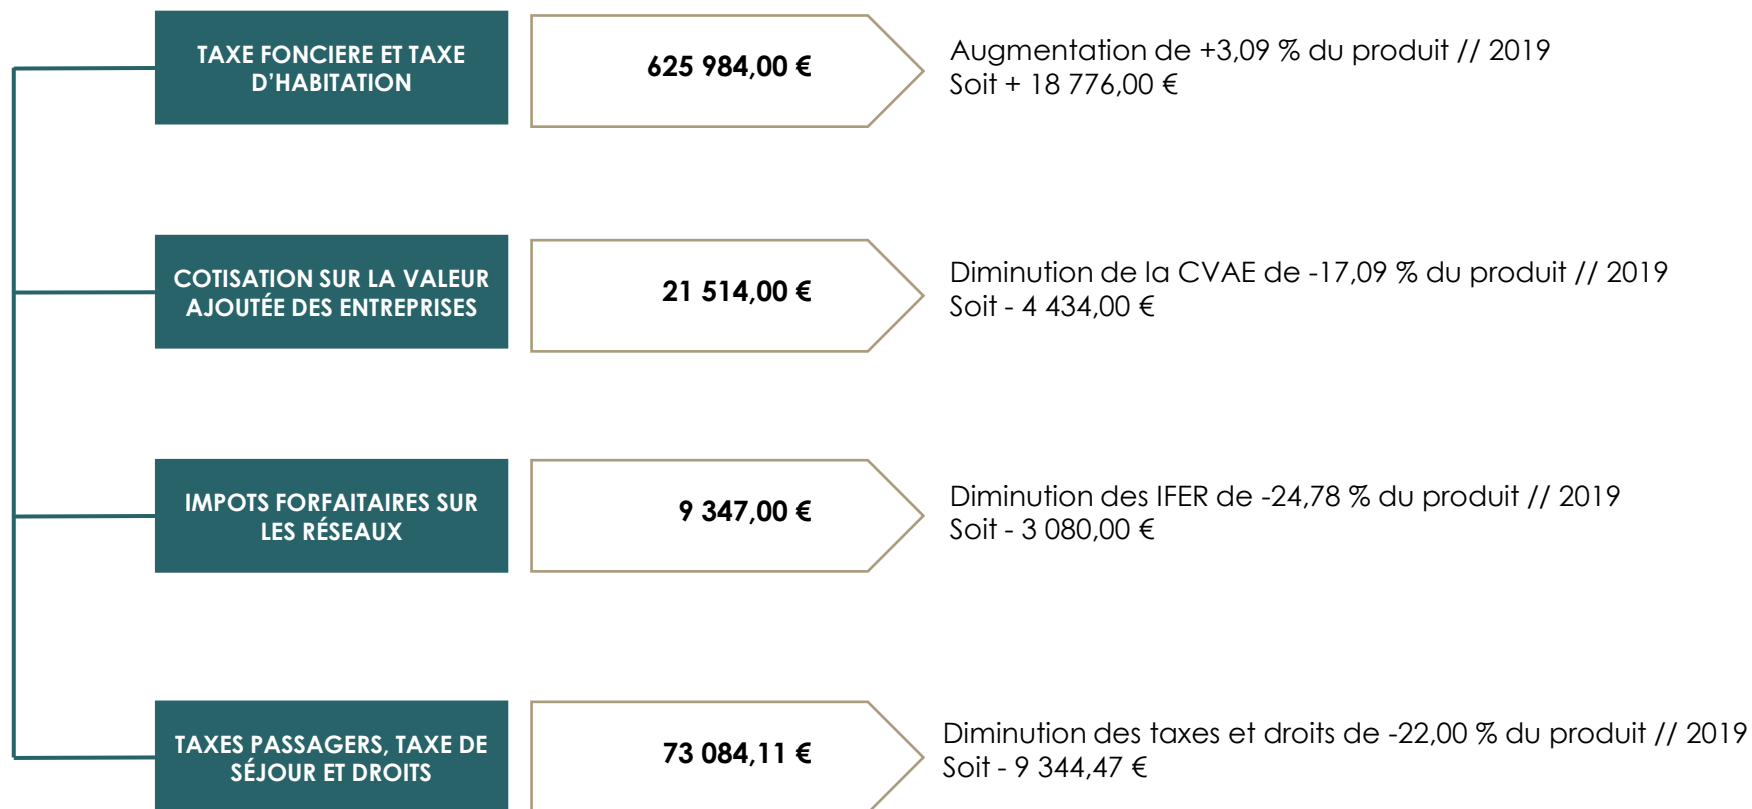 TAXE FONCIERE ET TAXE
D’HABITATION
625 984,00 €
Augmentation de +3,09 % du produit // 2019
Soit + 18 776,00 €
COTISATION SUR LA VALEUR
AJOUTÉE DES ENTREPRISES
21 514,00 €
Diminution de la CVAE de -17,09 % du produit // 2019
Soit - 4 434,00 €
IMPOTS FORFAITAIRES SUR
LES RÉSEAUX
9 347,00 €
Diminution des IFER de -24,78 % du produit // 2019
Soit - 3 080,00 €
TAXES PASSAGERS, TAXE DE
SÉJOUR ET DROITS
73 084,11 €
Diminution des taxes et droits de -22,00 % du produit // 2019
Soit - 9 344,47 €